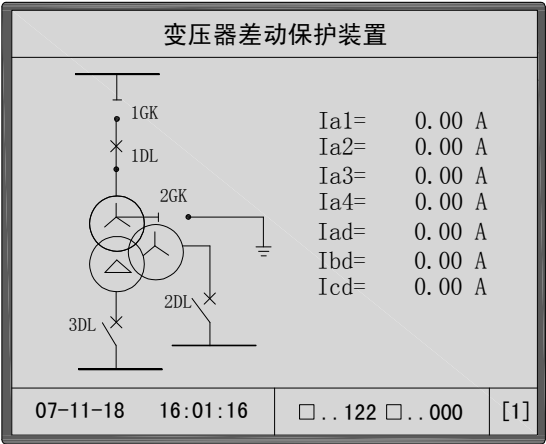 变压器差动保护装置
1GK
1DL
2GK
2DL
3DL
Ia1= 0.00 A
Ia2= 0.00 A
Ia3= 0.00 A
Ia4= 0.00 A
Iad= 0.00 A
Ibd= 0.00 A
Icd= 0.00 A
07-11-18 16:01:16 □..122 □..000 [1]